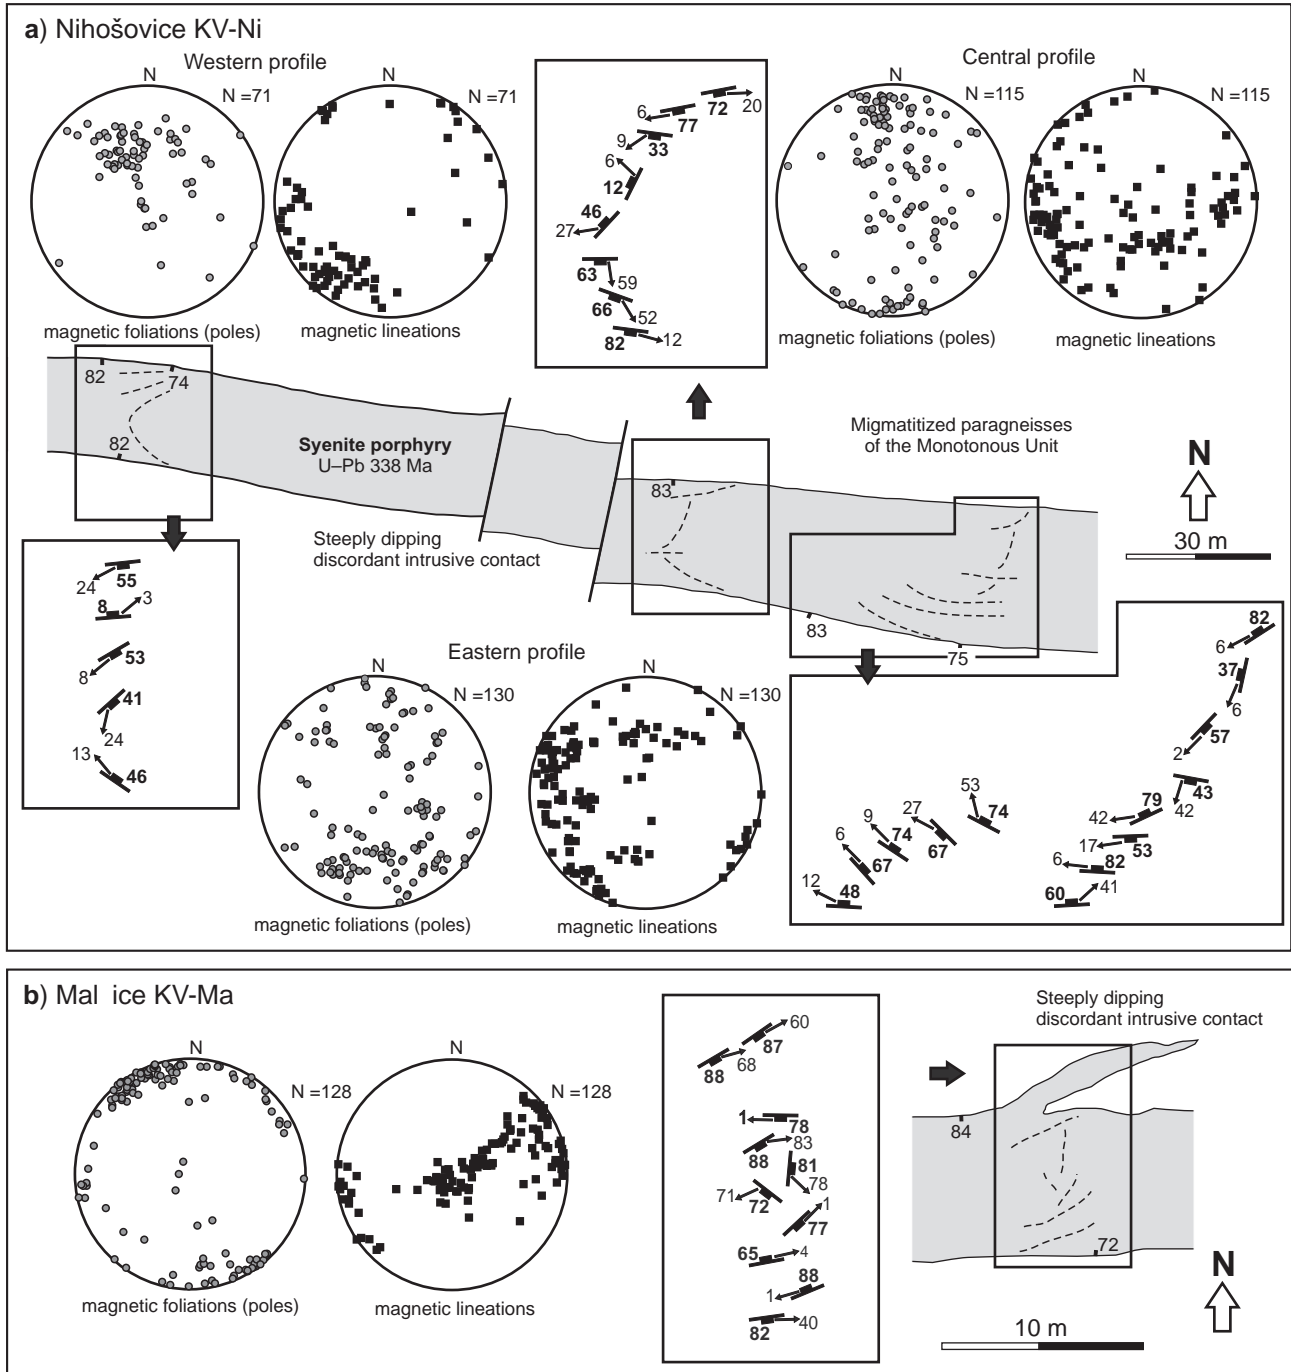 a) Nihošovice KV-Ni
Western profile
N
N =71
N
N =71
magnetic foliations (poles)
magnetic lineations
72
20
6
77
9
33
6
12
46
27
63
59
66
52
82
12
Central profile
N
N =115
N
N =115
magnetic foliations (poles)
magnetic lineations
82
74
82
Syenite porphyry
U–Pb 338 Ma
Steeply dipping
discordant intrusive contact
Migmatitized paragneisses
of the Monotonous Unit
83
83
75
N
30 m
24
55
8
3
53
8
41
24
13
46
Eastern profile
N
N =130
N
N =130
magnetic foliations (poles)
magnetic lineations
82
6
37
6
57
2
43
42
79
42
53
17
82
6
60
41
53
74
27
67
9
74
6
67
12
48
b) Mal ice KV-Ma
N
N =128
N
N =128
magnetic foliations (poles)
magnetic lineations
60
87
88
68
1
78
83
88
81
78
71
72
1
77
65
4
88
1
82
40
Steeply dipping
discordant intrusive contact
84
72
N
10 m